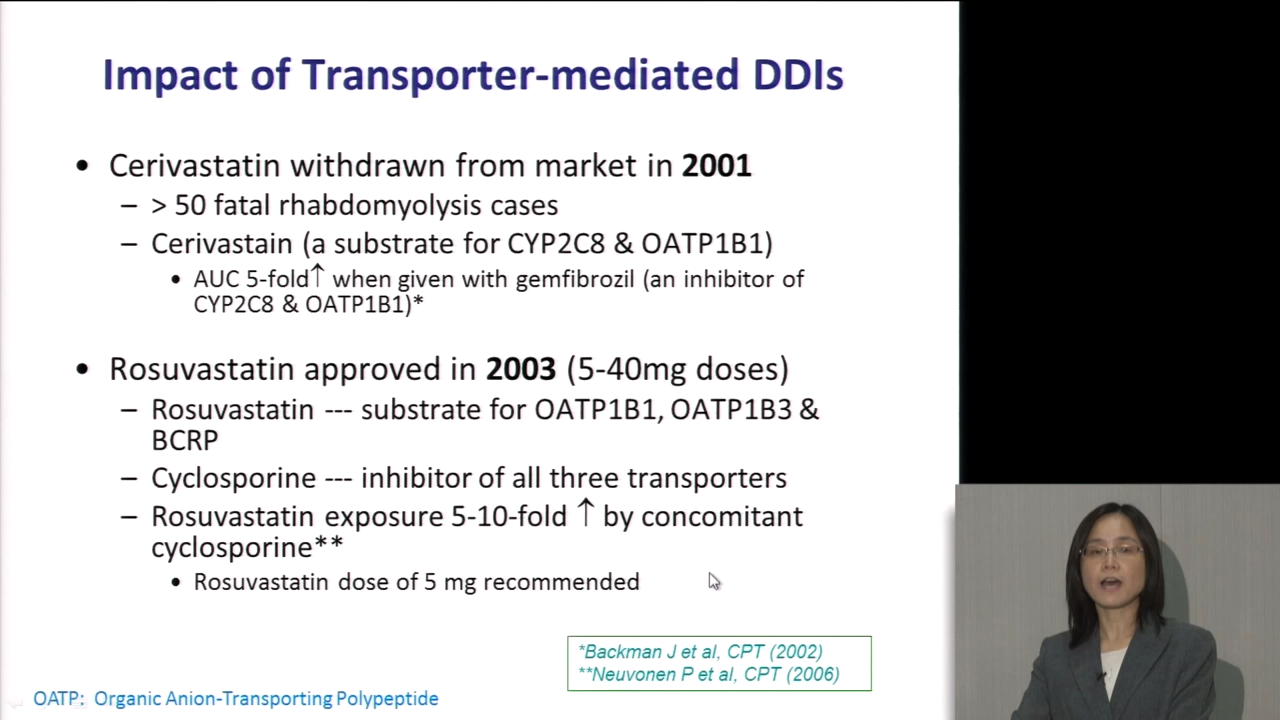 Impact of Transporter-mediated DDIs
• Cerivastatin withdrawn from market in 2001
– > 50 fatal rhabdomyolysis cases
– Cerivastain (a substrate for CYP2C8 & OATP1B1)
• AUC 5-fold↑ when given with gemfibrozil (an inhibitor of
CYP2C8 & OATP1B1)*
• Rosuvastatin approved in 2003 (5-40mg doses)
– Rosuvastatin --- substrate for OATP1B1, OATP1B3 &
BCRP
– Cyclosporine --- inhibitor of all three transporters
– Rosuvastatin exposure 5-10-fold ↑ by concomitant
cyclosporine**
• Rosuvastatin dose of 5 mg recommended
*Backman J et al, CPT (2002)
**Neuvonen P et al, CPT (2006)
OATP: Organic Anion-Transporting Polypeptide